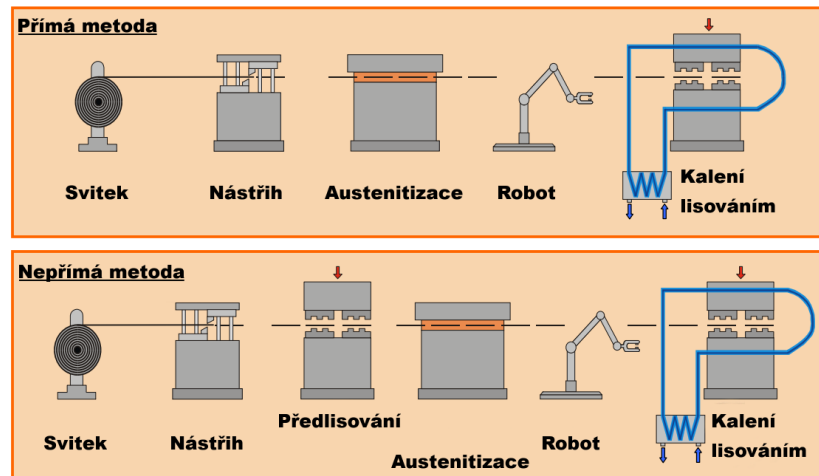 Přímá metoda
Svitek
Nástřih
Austenitizace
Robot
Kalení
lisováním
Nepřímá metoda
Svitek
Nástřih
Předlisování
Austenitizace
Robot
Kalení
lisováním